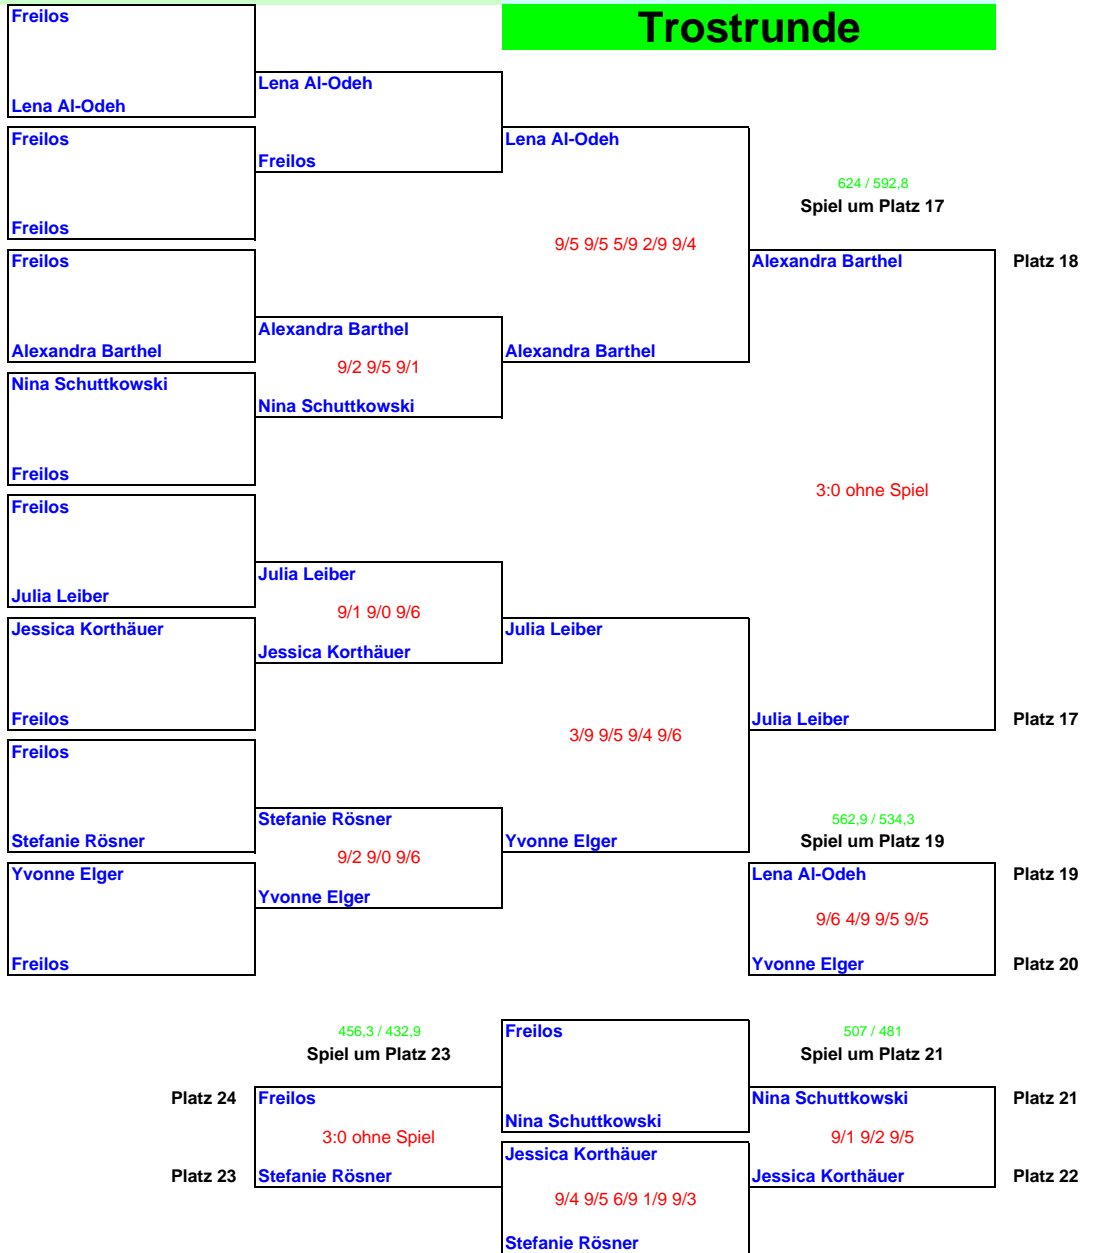 Freilos
Trostrunde
Lena Al-Odeh
Lena Al-Odeh
Freilos
Lena Al-Odeh
Freilos
624 / 592,8
Spiel um Platz 17
Freilos
9/5 9/5 5/9 2/9 9/4
Freilos
Alexandra Barthel
Platz 18
Alexandra Barthel
Alexandra Barthel
Alexandra Barthel
9/2 9/5 9/1
Nina Schuttkowski
Nina Schuttkowski
Freilos
3:0 ohne Spiel
Freilos
Julia Leiber
Julia Leiber
9/1 9/0 9/6
Jessica Korthäuer
Julia Leiber
Jessica Korthäuer
Freilos
Julia Leiber
Platz 17
3/9 9/5 9/4 9/6
Freilos
Stefanie Rösner
562,9 / 534,3
Stefanie Rösner
Yvonne Elger
Spiel um Platz 19
9/2 9/0 9/6
Yvonne Elger
Lena Al-Odeh
Platz 19
Yvonne Elger
9/6 4/9 9/5 9/5
Freilos
Yvonne Elger
Platz 20
456,3 / 432,9
Freilos
507 / 481
Spiel um Platz 23
Spiel um Platz 21
Platz 24
Freilos
Nina Schuttkowski
Platz 21
Nina Schuttkowski
3:0 ohne Spiel
9/1 9/2 9/5
Jessica Korthäuer
Platz 23
Stefanie Rösner
Jessica Korthäuer
Platz 22
9/4 9/5 6/9 1/9 9/3
Stefanie Rösner